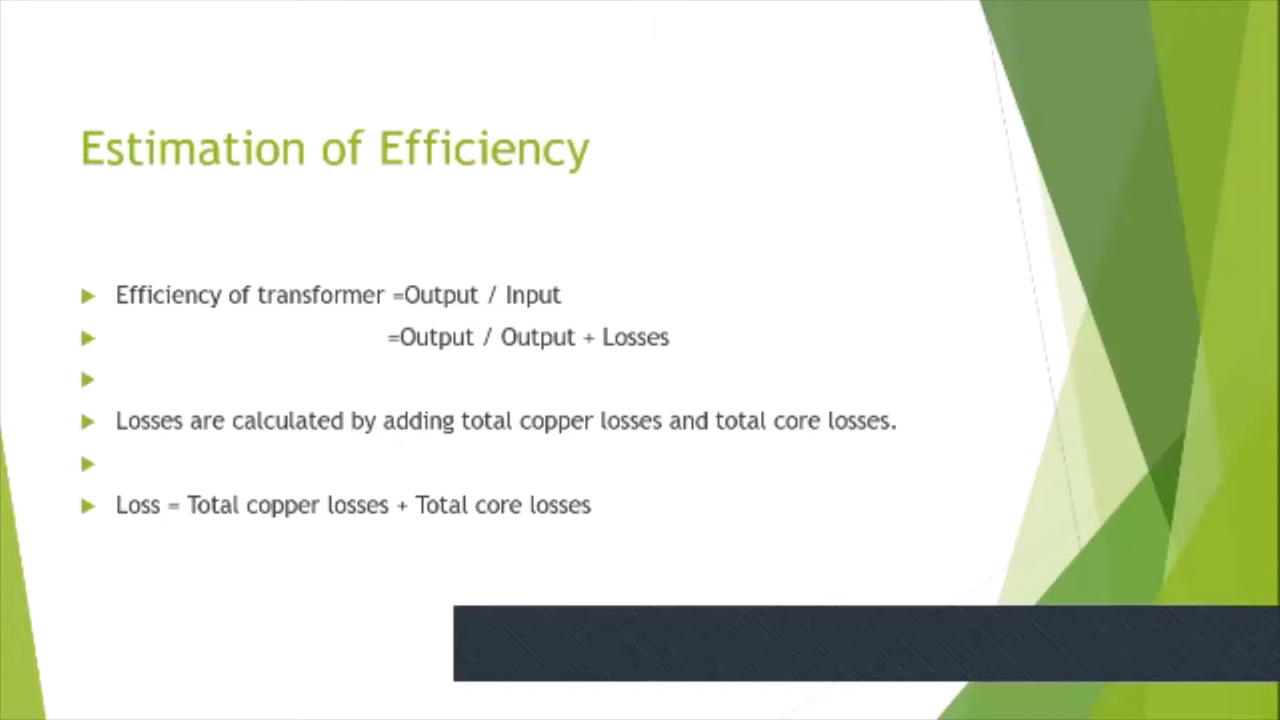 Estimation of Efficiency
Efficiency of transformer =Output / Input
=Output / Output + Losses
Losses are calculated by adding total copper losses and total core losses.
Loss = Total copper losses + Total core losses